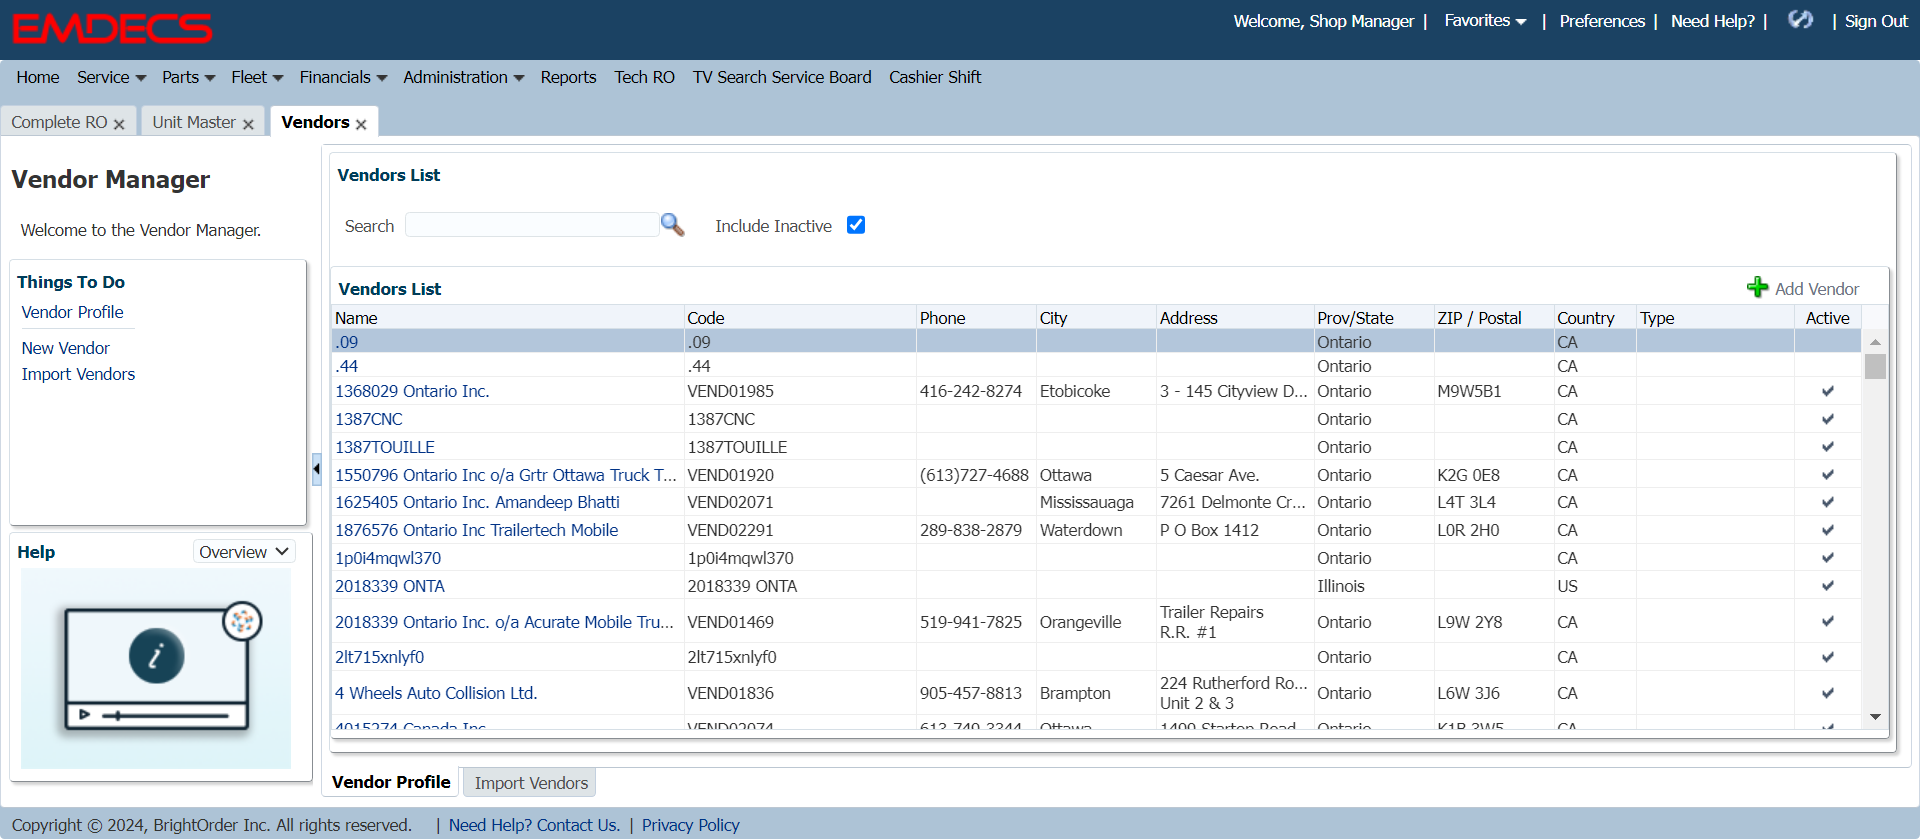 EMDECS
Welcome, Shop Manager | Favorites | Preferences | Need Help? | | Sign Out
Home Service Parts Fleet Financials Administration Reports Tech RO TV Search Service Board Cashier Shift
Complete RO Unit Master Vendors
Vendor Manager
Welcome to the Vendor Manager.
Things To Do
Vendor Profile
New Vendor
Import Vendors
Help Overview
Vendors List
Search Include Inactive
Vendors List Add Vendor
Name Code Phone City Address Prov/State ZIP / Postal Country Type Active
.09 .09 Ontario CA
.44 .44 Ontario CA
1368029 Ontario Inc. VEND01985 416-242-8274 Etobicoke 3 - 145 Cityview D... Ontario M9W5B1 CA
1387CNC 1387CNC Ontario CA
1387TOUILLE 1387TOUILLE Ontario CA
1550796 Ontario Inc o/a Grtr Ottawa Truck T... VEND01920 (613)727-4688 Ottawa 5 Caesar Ave. Ontario K2G 0E8 CA
1625405 Ontario Inc. Amandeep Bhatti VEND02071 Mississauaga 7261 Delmonte Cr... Ontario L4T 3L4 CA
1876576 Ontario Inc Trailertech Mobile VEND02291 289-838-2879 Waterdown P O Box 1412 Ontario L0R 2H0 CA
1p0i4mqwl370 1p0i4mqwl370 Ontario CA
2018339 ONTA 2018339 ONTA Illinois US
2018339 Ontario Inc. o/a Acurate Mobile Tru... VEND01469 519-941-7825 Orangeville Trailer Repairs R.R. #1 Ontario L9W 2Y8 CA
2lt715xnlyf0 2lt715xnlyf0 Ontario CA
4 Wheels Auto Collision Ltd. VEND01836 905-457-8813 Brampton 224 Rutherford Ro... Unit 2 & 3 Ontario L6W 3J6 CA
4015274 Canada Inc. VEND02074 613-740-3344 Ottawa Ontario K1B 3W5 CA
Vendor Profile Import Vendors
Copyright © 2024, BrightOrder Inc. All rights reserved. | Need Help? Contact Us. | Privacy Policy